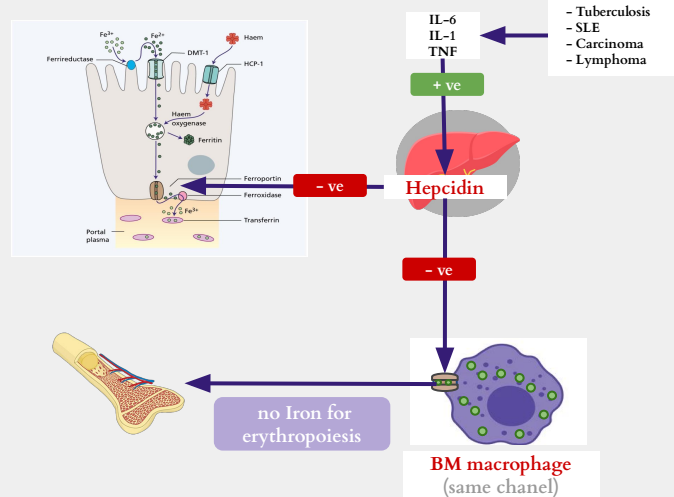 IL-6
IL-1
TNF
- Tuberculosis
- SLE
- Carcinoma
- Lymphoma
+ ve
Fe3+
Fe2+
Haem
DMT-1
Ferrireductase
HCP-1
Haem
oxygenase
Ferritin
Ferroportin
Ferroxidase
Fe3+
Transferrin
Portal
plasma
- ve
Hepcidin
- ve
no Iron for
erythropoiesis
BM macrophage
(same chanel)